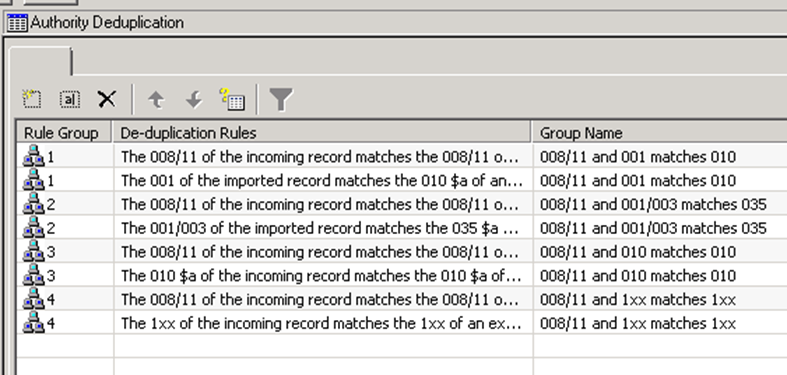 Authority Deduplication
Rule Group De-duplication Rules Group Name
1 The 008/11 of the incoming record matches the 008/11 o... 008/11 and 001 matches 010
1 The 001 of the imported record matches the 010 $a of an... 008/11 and 001 matches 010
2 The 008/11 of the incoming record matches the 008/11 o... 008/11 and 001/003 matches 035
2 The 001/003 of the imported record matches the 035 $a ... 008/11 and 001/003 matches 035
3 The 008/11 of the incoming record matches the 008/11 o... 008/11 and 010 matches 010
3 The 010 $a of the incoming record matches the 010 $a of... 008/11 and 010 matches 010
4 The 008/11 of the incoming record matches the 008/11 o... 008/11 and 1xx matches 1xx
4 The 1xx of the incoming record matches the 1xx of an ex... 008/11 and 1xx matches 1xx